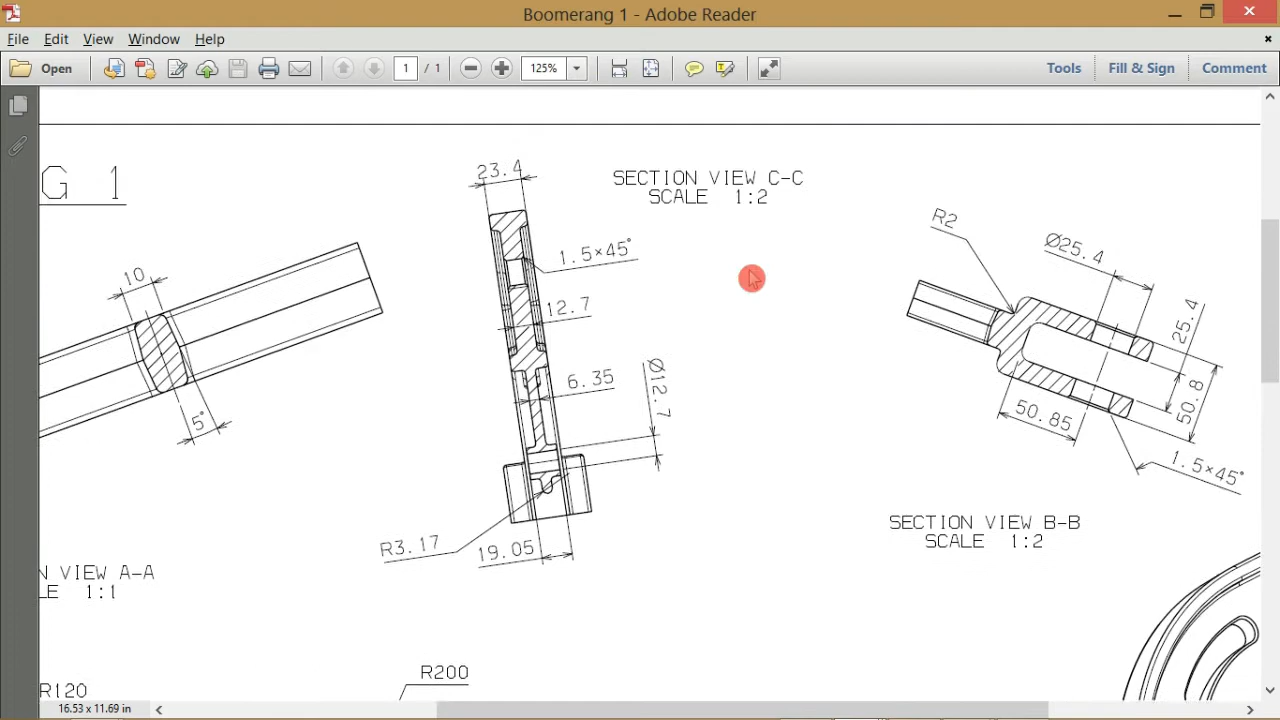 Boomerang 1 - Adobe Reader
File Edit View Window Help
Open 1 / 1 125% Tools Fill & Sign Comment
G 1
23.4
SECTION VIEW C-C
SCALE 1:2
1.5×45°
12.7
6.35
Ø12.7
R3.17
19.05
10
5°
R2
Ø25.4
25.4
50.8
50.85
1.5×45°
SECTION VIEW B-B
SCALE 1:2
N VIEW A-A
LE 1:1
R200
R120
16.53 x 11.69 in